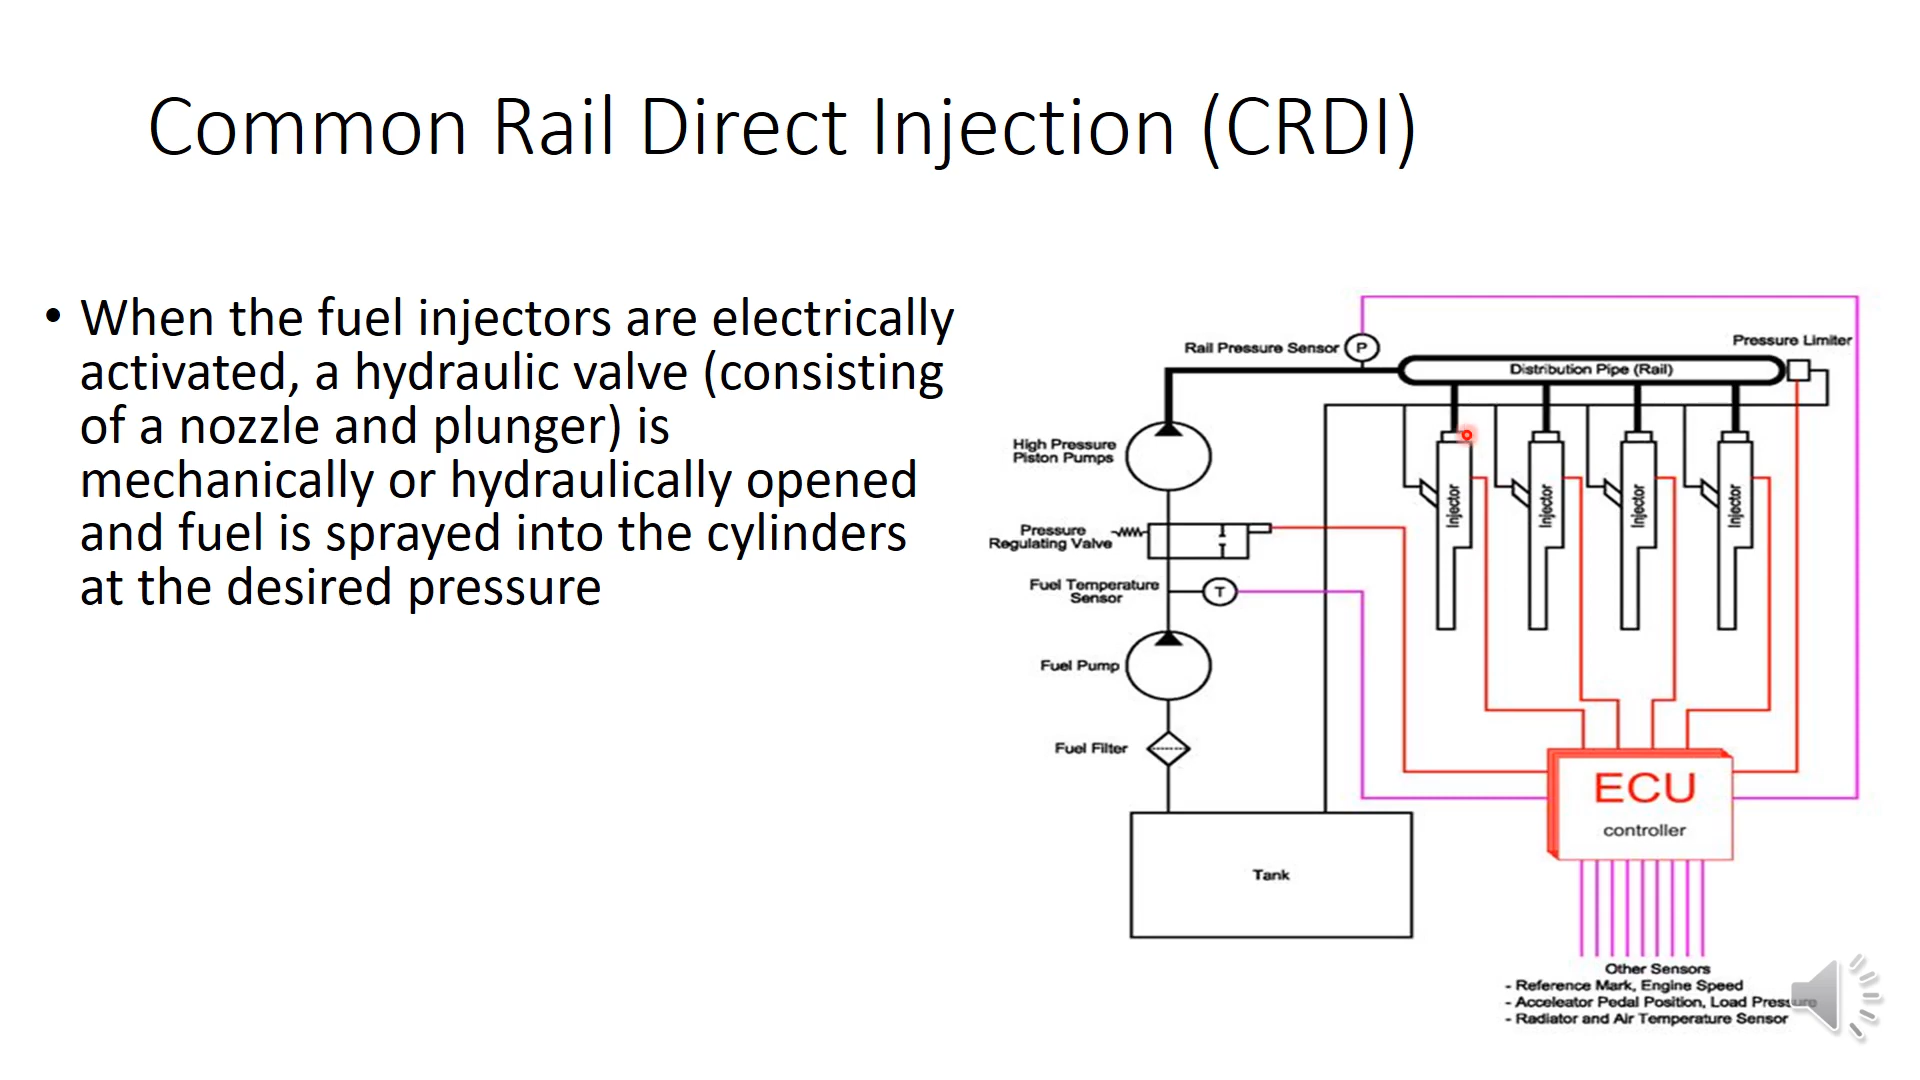 Common Rail Direct Injection (CRDI)
• When the fuel injectors are electrically
activated, a hydraulic valve (consisting
of a nozzle and plunger) is
mechanically or hydraulically opened
and fuel is sprayed into the cylinders
at the desired pressure
Rail Pressure Sensor
P
Pressure Limiter
Distribution Pipe (Rail)
High Pressure
Piston Pumps
Injector
Injector
Injector
Injector
Pressure
Regulating Valve
Fuel Temperature
Sensor
T
Fuel Pump
Fuel Filter
ECU
controller
Tank
Other Sensors
- Reference Mark, Engine Speed
- Accelerator Pedal Position, Load Pressure
- Radiator and Air Temperature Sensor